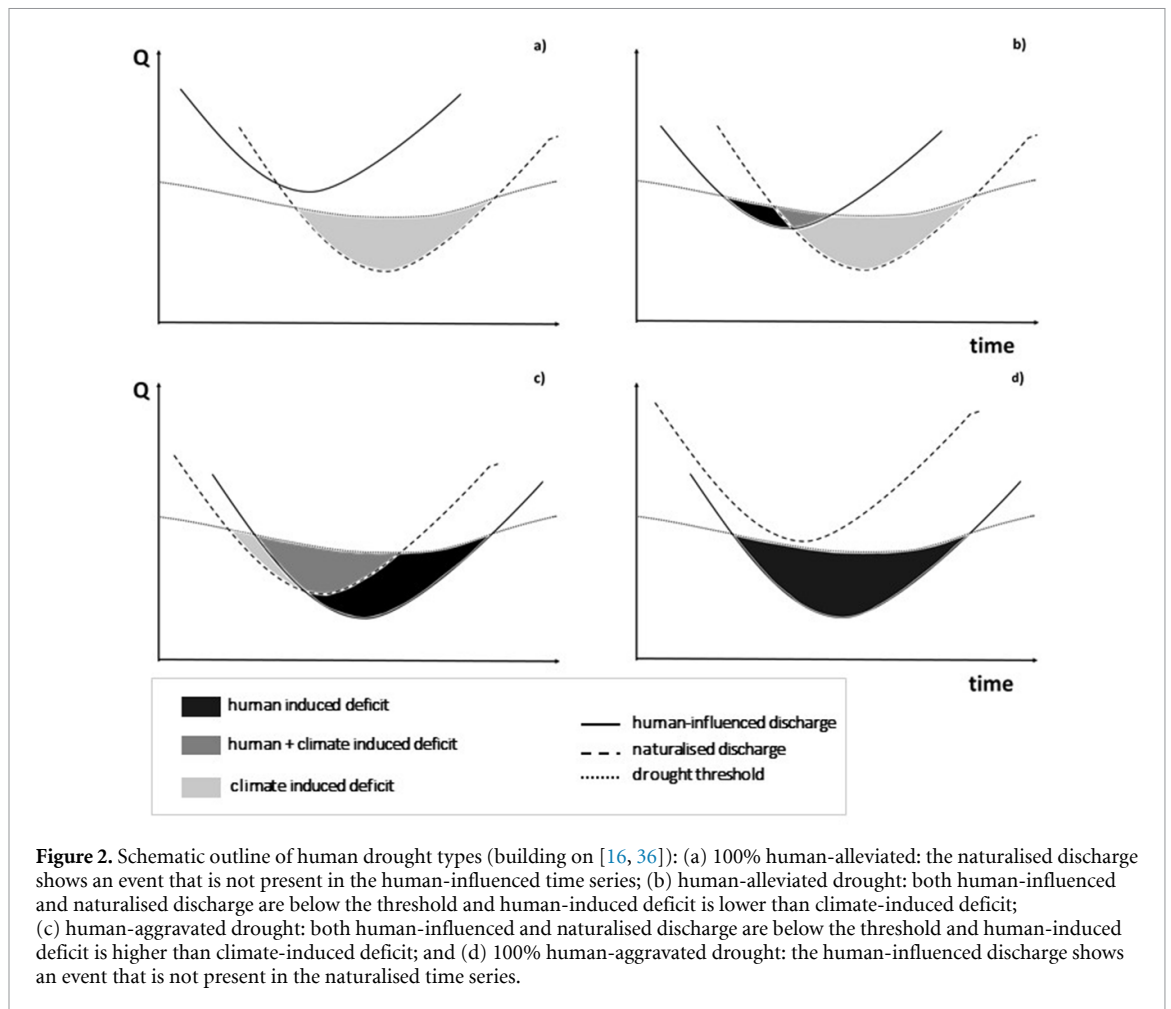 Q
a)
b)
time
Q
c)
d)
time
human induced deficit
human + climate induced deficit
climate induced deficit
human-influenced discharge
naturalised discharge
drought threshold
Figure 2. Schematic outline of human drought types (building on [16, 36]): (a) 100% human-alleviated: the naturalised discharge
shows an event that is not present in the human-influenced time series; (b) human-alleviated drought: both human-influenced
and naturalised discharge are below the threshold and human-induced deficit is lower than climate-induced deficit;
(c) human-aggravated drought: both human-influenced and naturalised discharge are below the threshold and human-induced
deficit is higher than climate-induced deficit; and (d) 100% human-aggravated drought: the human-influenced discharge shows
an event that is not present in the naturalised time series.